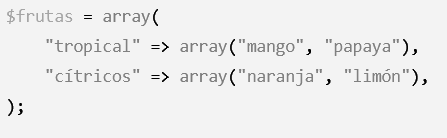 $frutas = array(
    "tropical" => array("mango", "papaya"),
    "cítricos" => array("naranja", "limón"),
);